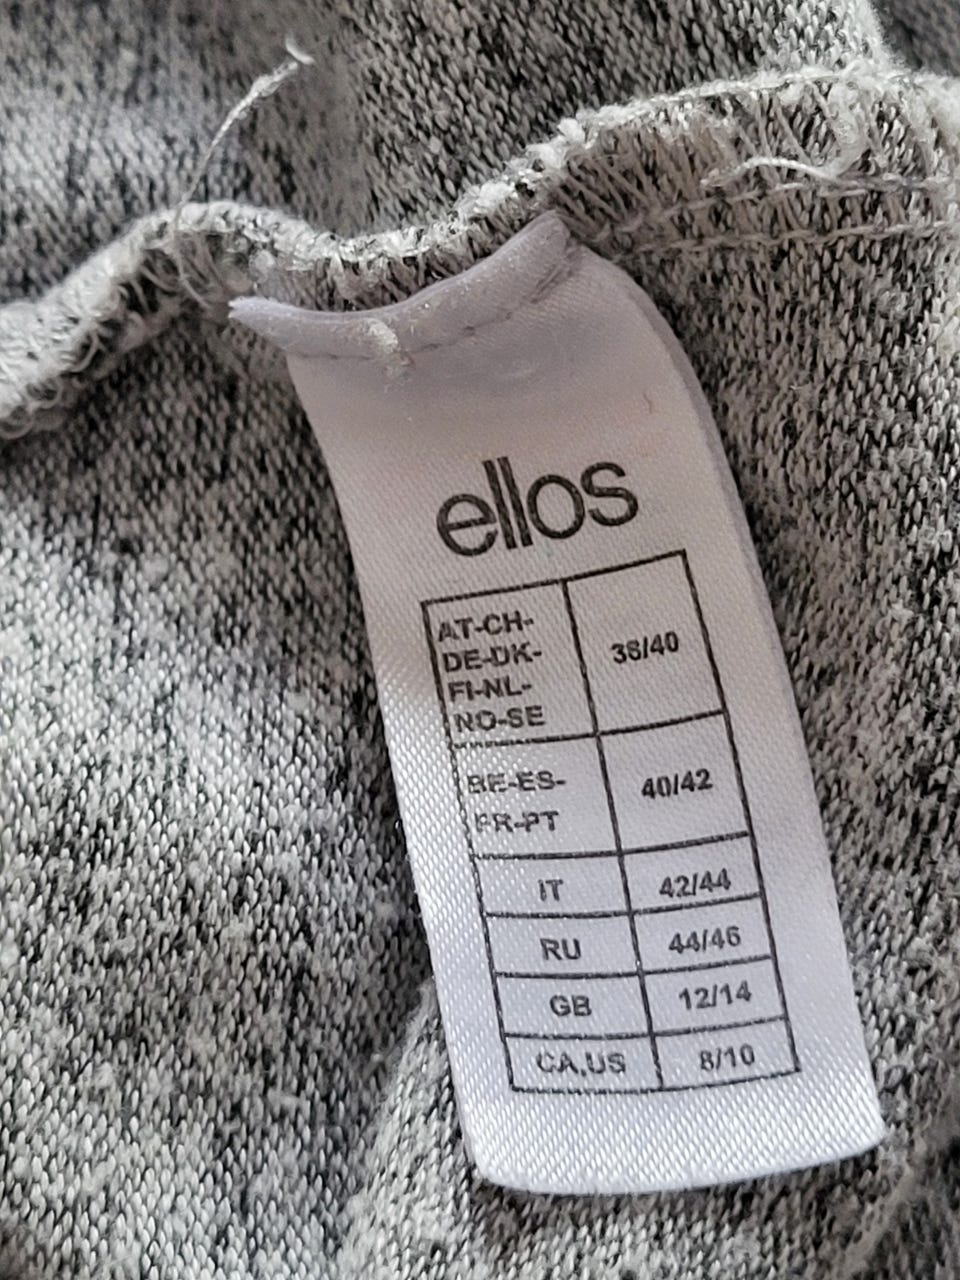 ellos
AT-CH-
DE-DK-
FI-NL-
NO-SE
38/40
BE-ES-
FR-PT
40/42
IT 42/44
RU 44/46
GB 12/14
CA,US 8/10